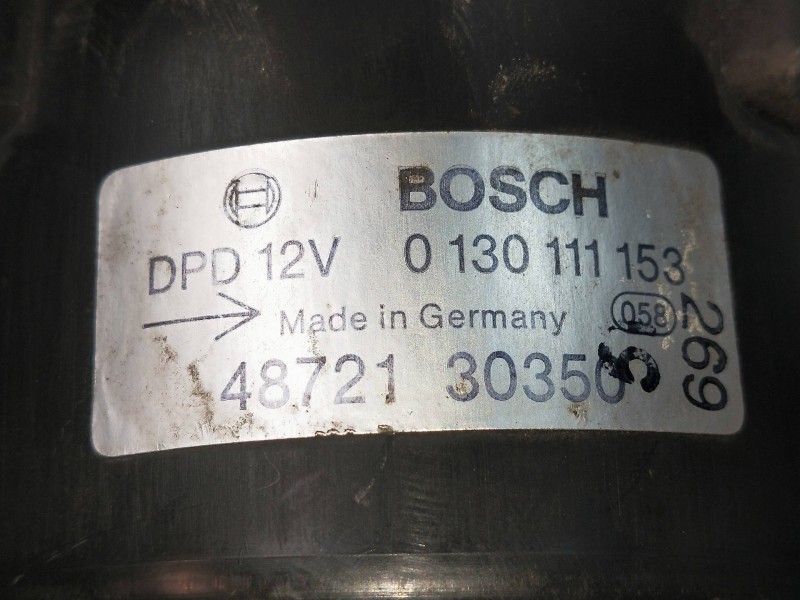 BOSCH
DPD 12V 0 130 111 153
Made in Germany 058
48721 30350
269